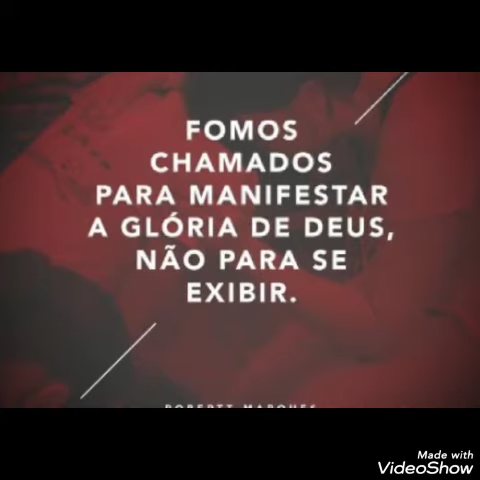 FOMOS
CHAMADOS
PARA MANIFESTAR
A GLÓRIA DE DEUS,
NÃO PARA SE
EXIBIR.
Made with
VideoShow